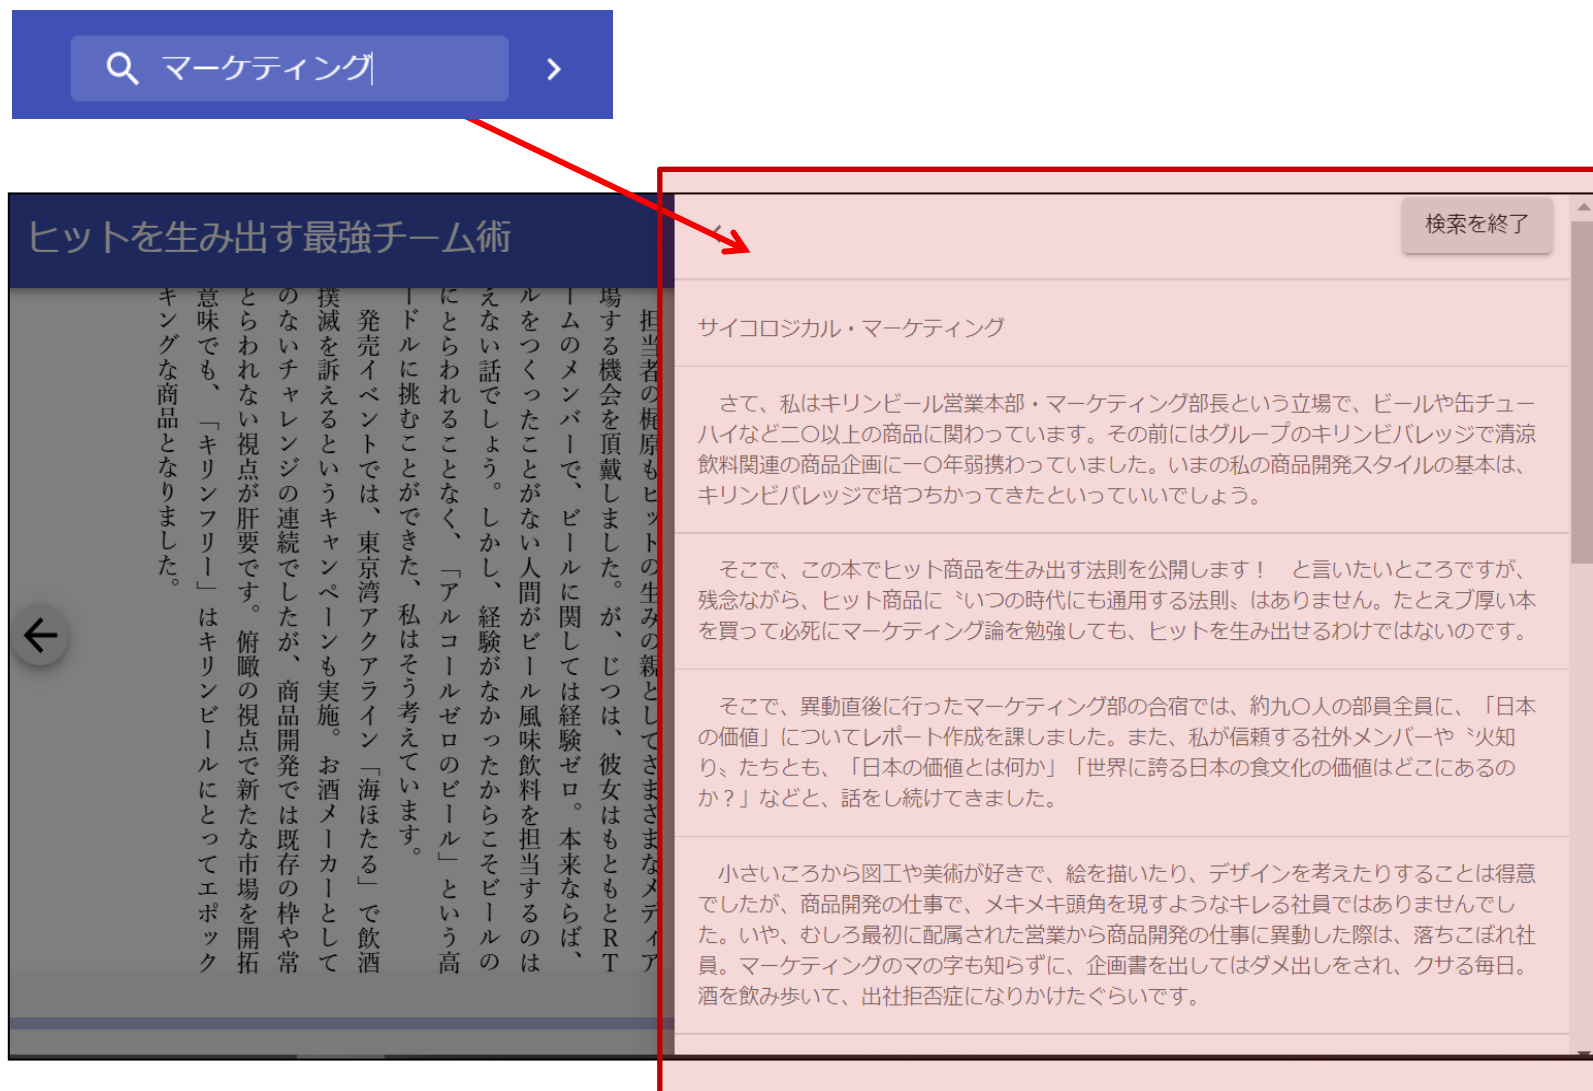 マーケティング
ヒットを生み出す最強チーム術
担当者の梶原もヒットの生みの親としてさまざまなメディア
場する機会を頂戴しました。が、じつは、彼女はもともとRT
ームのメンバーで、ビールに関しては経験ゼロ。本来ならば、
ルをつくったことがない人間がビール風味飲料を担当するのは
えない話でしょう。しかし、経験がなかったからこそビールの
にとらわれることなく、「アルコールゼロのビール」という高
ードルに挑むことができた、私はそう考えています。
　発売イベントでは、東京湾アクアライン「海ほたる」で飲酒
撲滅を訴えるというキャンペーンも実施。お酒メーカーとして
のないチャレンジの連続でしたが、商品開発では既存の枠や常
とらわれない視点が肝要です。俯瞰の視点で新たな市場を開拓
意味でも、「キリンフリー」はキリンビールにとってエポック
キングな商品となりました。
検索を終了
サイコロジカル・マーケティング
　さて、私はキリンビール営業本部・マーケティング部長という立場で、ビールや缶チュー
ハイなど二〇以上の商品に関わっています。その前にはグループのキリンビバレッジで清涼
飲料関連の商品企画に一〇年弱携わっていました。いまの私の商品開発スタイルの基本は、
キリンビバレッジで培つちかってきたといっていいでしょう。
　そこで、この本でヒット商品を生み出す法則を公開します！　と言いたいところですが、
残念ながら、ヒット商品に〝いつの時代にも通用する法則〟はありません。たとえブ厚い本
を買って必死にマーケティング論を勉強しても、ヒットを生み出せるわけではないのです。
　そこで、異動直後に行ったマーケティング部の合宿では、約九〇人の部員全員に、「日本
の価値」についてレポート作成を課しました。また、私が信頼する社外メンバーや〝火知
り〟たちとも、「日本の価値とは何か」「世界に誇る日本の食文化の価値はどこにあるの
か？」などと、話をし続けてきました。
　小さいころから図工や美術が好きで、絵を描いたり、デザインを考えたりすることは得意
でしたが、商品開発の仕事で、メキメキ頭角を現すようなキレる社員ではありませんでし
た。いや、むしろ最初に配属された営業から商品開発の仕事に異動した際は、落ちこぼれ社
員。マーケティングのマの字も知らずに、企画書を出してはダメ出しをされ、クサる毎日。
酒を飲み歩いて、出社拒否症になりかけたぐらいです。